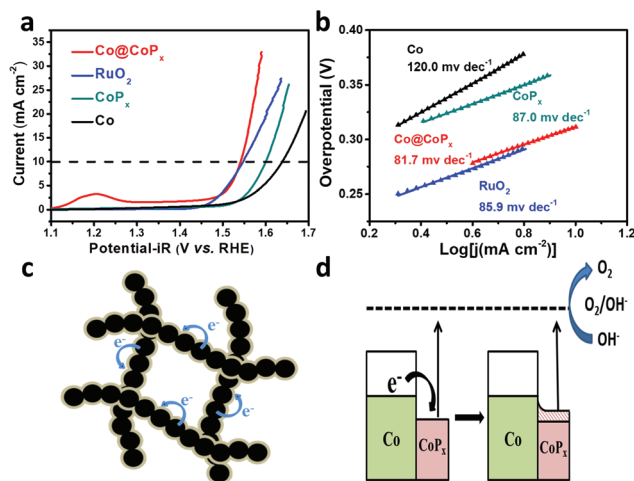 a
Current (mA cm⁻²)
35
30
25
20
15
10
5
0
Co@CoPₓ
RuO₂
CoPₓ
Co
1.1
1.2
1.3
1.4
1.5
1.6
1.7
Potential-iR (V vs. RHE)
b
Overpotential (V)
0.40
0.35
0.30
0.25
Co
120.0 mv dec⁻¹
CoPₓ
87.0 mv dec⁻¹
Co@CoPₓ
81.7 mv dec⁻¹
RuO₂
85.9 mv dec⁻¹
0.2
0.4
0.6
0.8
1.0
1.2
Log[j(mA cm⁻²)]
c
e⁻
e⁻
e⁻
e⁻
d
O₂
O₂/OH⁻
OH⁻
e⁻
Co
CoPₓ
Co
CoPₓ